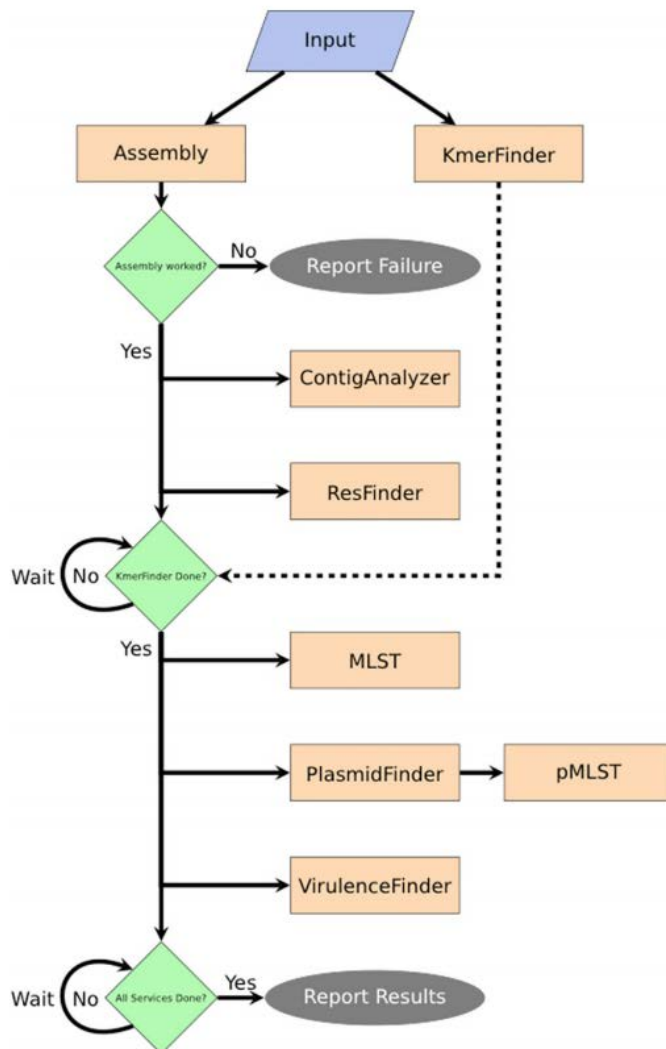 Input
Assembly
KmerFinder
Assembly worked?
No
Report Failure
Yes
ContigAnalyzer
ResFinder
Wait
No
KmerFinder Done?
Yes
MLST
PlasmidFinder
pMLST
VirulenceFinder
Wait
No
All Services Done?
Yes
Report Results